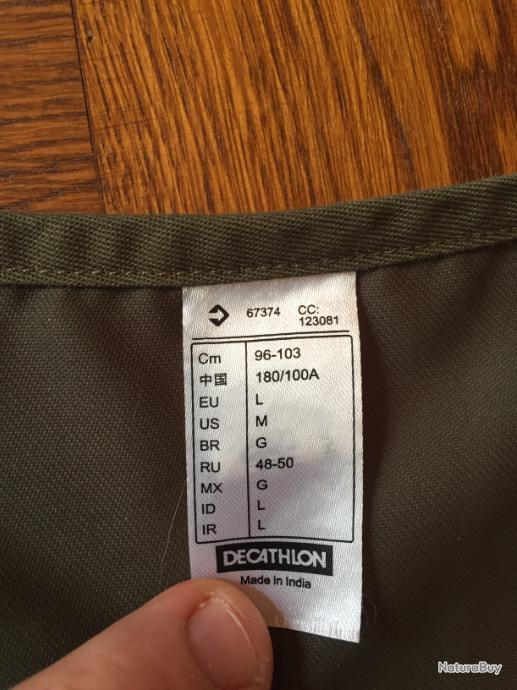 67374 CC:
123081
Cm 96-103
中国 180/100A
EU L
US M
BR G
RU 48-50
MX G
ID L
IR L
DECATHLON
Made in India
NaturaBuy